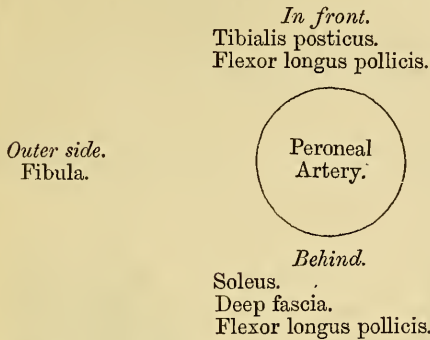 In front.
Tibialis posticus.
Flexor longus pollicis.
Outer side.
Fibula.
Peroneal
Artery.
Behind.
Soleus.
Deep fascia.
Flexor longus pollicis.